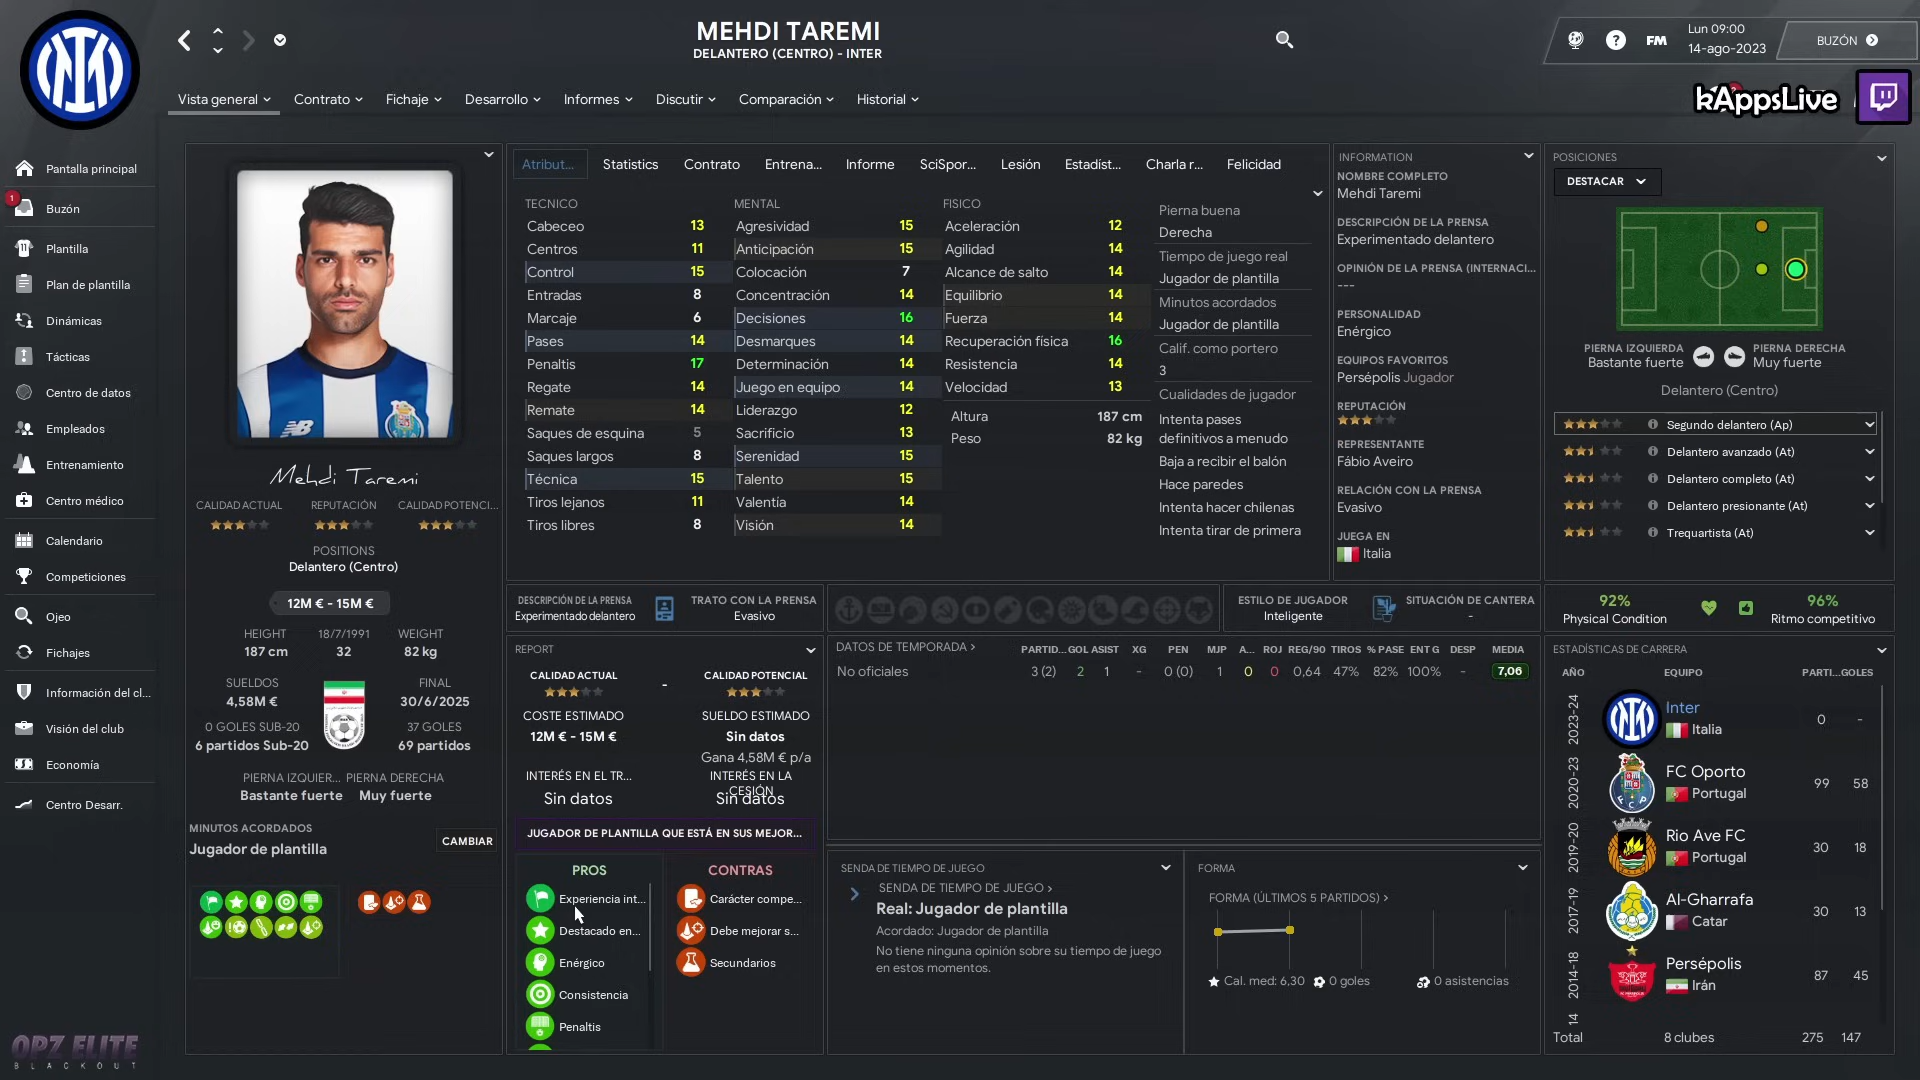 MEHDI TAREMI
DELANTERO (CENTRO) - INTER
FM
Lun 09:00
14-ago-2023
BUZÓN
Vista general
Contrato
Fichaje
Desarrollo
Informes
Discutir
Comparación
Historial
kAppsLive
Pantalla principal
1
Buzón
Plantilla
Plan de plantilla
Dinámicas
Tácticas
Centro de datos
Empleados
Entrenamiento
Centro médico
Calendario
Competiciones
Ojeo
Fichajes
Información del cl...
Visión del club
Economía
Centro Desarr.
OPZ ELITE
BLACKOUT
Mehdi Taremi
CALIDAD ACTUAL
REPUTACIÓN
CALIDAD POTENCI...
POSITIONS
Delantero (Centro)
12M € - 15M €
HEIGHT
187 cm
18/7/1991
32
WEIGHT
82 kg
SUELDOS
4,58M €
FINAL
30/6/2025
0 GOLES SUB-20
6 partidos Sub-20
37 GOLES
69 partidos
PIERNA IZQUIER...
Bastante fuerte
PIERNA DERECHA
Muy fuerte
MINUTOS ACORDADOS
Jugador de plantilla
CAMBIAR
Atribut...
Statistics
Contrato
Entrena...
Informe
SciSpor...
Lesión
Estadíst...
Charla r...
Felicidad
TECNICO
Cabeceo 13
Centros 11
Control 15
Entradas 8
Marcaje 6
Pases 14
Penaltis 17
Regate 14
Remate 14
Saques de esquina 5
Saques largos 8
Técnica 15
Tiros lejanos 11
Tiros libres 8
MENTAL
Agresividad 15
Anticipación 15
Colocación 7
Concentración 14
Decisiones 16
Desmarques 14
Determinación 14
Juego en equipo 14
Liderazgo 12
Sacrificio 13
Serenidad 15
Talento 15
Valentía 14
Visión 14
FISICO
Aceleración 12
Agilidad 14
Alcance de salto 14
Equilibrio 14
Fuerza 14
Recuperación física 16
Resistencia 14
Velocidad 13
Altura 187 cm
Peso 82 kg
Pierna buena
Derecha
Tiempo de juego real
Jugador de plantilla
Minutos acordados
Jugador de plantilla
Calif. como portero
3
Cualidades de jugador
Intenta pases
definitivos a menudo
Baja a recibir el balón
Hace paredes
Intenta hacer chilenas
Intenta tirar de primera
INFORMATION
NOMBRE COMPLETO
Mehdi Taremi
DESCRIPCIÓN DE LA PRENSA
Experimentado delantero
OPINIÓN DE LA PRENSA (INTERNACI...
---
PERSONALIDAD
Enérgico
EQUIPOS FAVORITOS
Persépolis Jugador
REPUTACIÓN
REPRESENTANTE
Fábio Aveiro
RELACIÓN CON LA PRENSA
Evasivo
JUEGA EN
Italia
POSICIONES
DESTACAR
PIERNA IZQUIERDA
Bastante fuerte
PIERNA DERECHA
Muy fuerte
Delantero (Centro)
Segundo delantero (Ap)
Delantero avanzado (At)
Delantero completo (At)
Delantero presionante (At)
Trequartista (At)
DESCRIPCIÓN DE LA PRENSA
Experimentado delantero
TRATO CON LA PRENSA
Evasivo
ESTILO DE JUGADOR
Inteligente
SITUACIÓN DE CANTERA
-
92%
Physical Condition
96%
Ritmo competitivo
REPORT
CALIDAD ACTUAL
-
CALIDAD POTENCIAL
COSTE ESTIMADO
12M € - 15M €
SUELDO ESTIMADO
Sin datos
Gana 4,58M € p/a
INTERÉS EN EL TR...
Sin datos
INTERÉS EN LA
CESIÓN
Sin datos
JUGADOR DE PLANTILLA QUE ESTÁ EN SUS MEJOR...
PROS
Experiencia int...
Destacado en...
Enérgico
Consistencia
Penaltis
CONTRAS
Carácter compe...
Debe mejorar s...
Secundarios
DATOS DE TEMPORADA > PARTID... GOL ASIST XG PEN MJP A... ROJ REG/90 TIROS % PASE ENT G DESP MEDIA
No oficiales 3 (2) 2 1 - 0 (0) 1 0 0 0,64 47% 82% 100% - 7,06
SENDA DE TIEMPO DE JUEGO
SENDA DE TIEMPO DE JUEGO >
Real: Jugador de plantilla
Acordado: Jugador de plantilla
No tiene ninguna opinión sobre su tiempo de juego
en estos momentos.
FORMA
FORMA (ÚLTIMOS 5 PARTIDOS) >
Cal. med: 6,30
0 goles
0 asistencias
ESTADÍSTICAS DE CARRERA
AÑO EQUIPO PARTI... GOLES
2023-24 Inter 0 -
Italia
2020-23 FC Oporto 99 58
Portugal
2019-20 Rio Ave FC 30 18
Portugal
2017-19 Al-Gharrafa 30 13
Catar
2014-18 Persépolis 87 45
Irán
14
Total 8 clubes 275 147